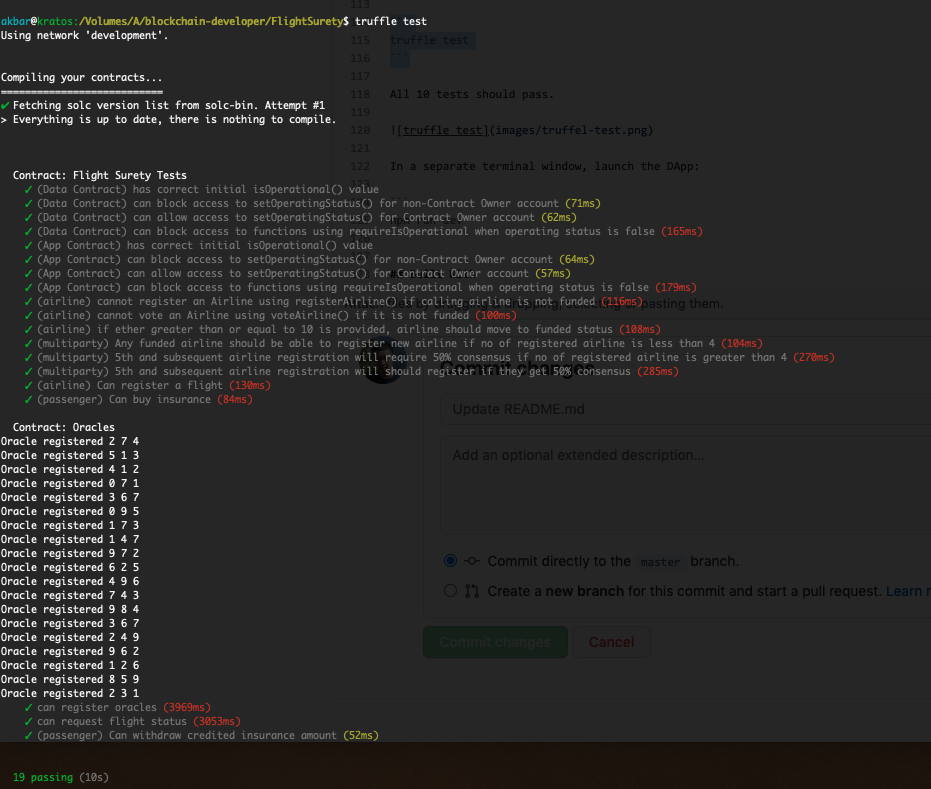 akbar@kratos:/Volumes/A/blockchain-developer/FlightSurety$ truffle test
Using network 'development'.
Compiling your contracts...
===========================
✔ Fetching solc version list from solc-bin. Attempt #1
> Everything is up to date, there is nothing to compile.
Contract: Flight Surety Tests
✓ (Data Contract) has correct initial isOperational() value
✓ (Data Contract) can block access to setOperatingStatus() for non-Contract Owner account (71ms)
✓ (Data Contract) can allow access to setOperatingStatus() for Contract Owner account (62ms)
✓ (Data Contract) can block access to functions using requireIsOperational when operating status is false (165ms)
✓ (App Contract) has correct initial isOperational() value
✓ (App Contract) can block access to setOperatingStatus() for non-Contract Owner account (64ms)
✓ (App Contract) can allow access to setOperatingStatus() for Contract Owner account (57ms)
✓ (App Contract) can block access to functions using requireIsOperational when operating status is false (179ms)
✓ (airline) cannot register an Airline using registerAirline() if calling airline is not funded (116ms)
✓ (airline) cannot vote an Airline using voteAirline() if it is not funded (100ms)
✓ (airline) if ether greater than or equal to 10 is provided, airline should move to funded status (108ms)
✓ (multiparty) Any funded airline should be able to register new airline if no of registered airline is less than 4 (104ms)
✓ (multiparty) 5th and subsequent airline registration will require 50% consensus if no of registered airline is greater than 4 (270ms)
✓ (multiparty) 5th and subsequent airline registration will should register if they get 50% consensus (285ms)
✓ (airline) Can register a flight (130ms)
✓ (passenger) Can buy insurance (84ms)
Contract: Oracles
Oracle registered 2 7 4
Oracle registered 5 1 3
Oracle registered 4 1 2
Oracle registered 0 7 1
Oracle registered 3 6 7
Oracle registered 0 9 5
Oracle registered 1 7 3
Oracle registered 1 4 7
Oracle registered 9 7 2
Oracle registered 6 2 5
Oracle registered 4 9 6
Oracle registered 7 4 3
Oracle registered 9 8 4
Oracle registered 3 6 7
Oracle registered 2 4 9
Oracle registered 9 6 2
Oracle registered 1 2 6
Oracle registered 8 5 9
Oracle registered 2 3 1
✓ can register oracles (3969ms)
✓ can request flight status (3053ms)
✓ (passenger) Can withdraw credited insurance amount (52ms)
19 passing (10s)
113
115 truffle test
116 ```
117
118 All 10 tests should pass.
119
120 ![truffle test](images/truffel-test.png)
121
122 In a separate terminal window, launch the DApp:
pasting them.
Commit changes
Update README.md
Add an optional extended description...
Commit directly to the master branch.
Create a new branch for this commit and start a pull request. Learn
Commit changes
Cancel